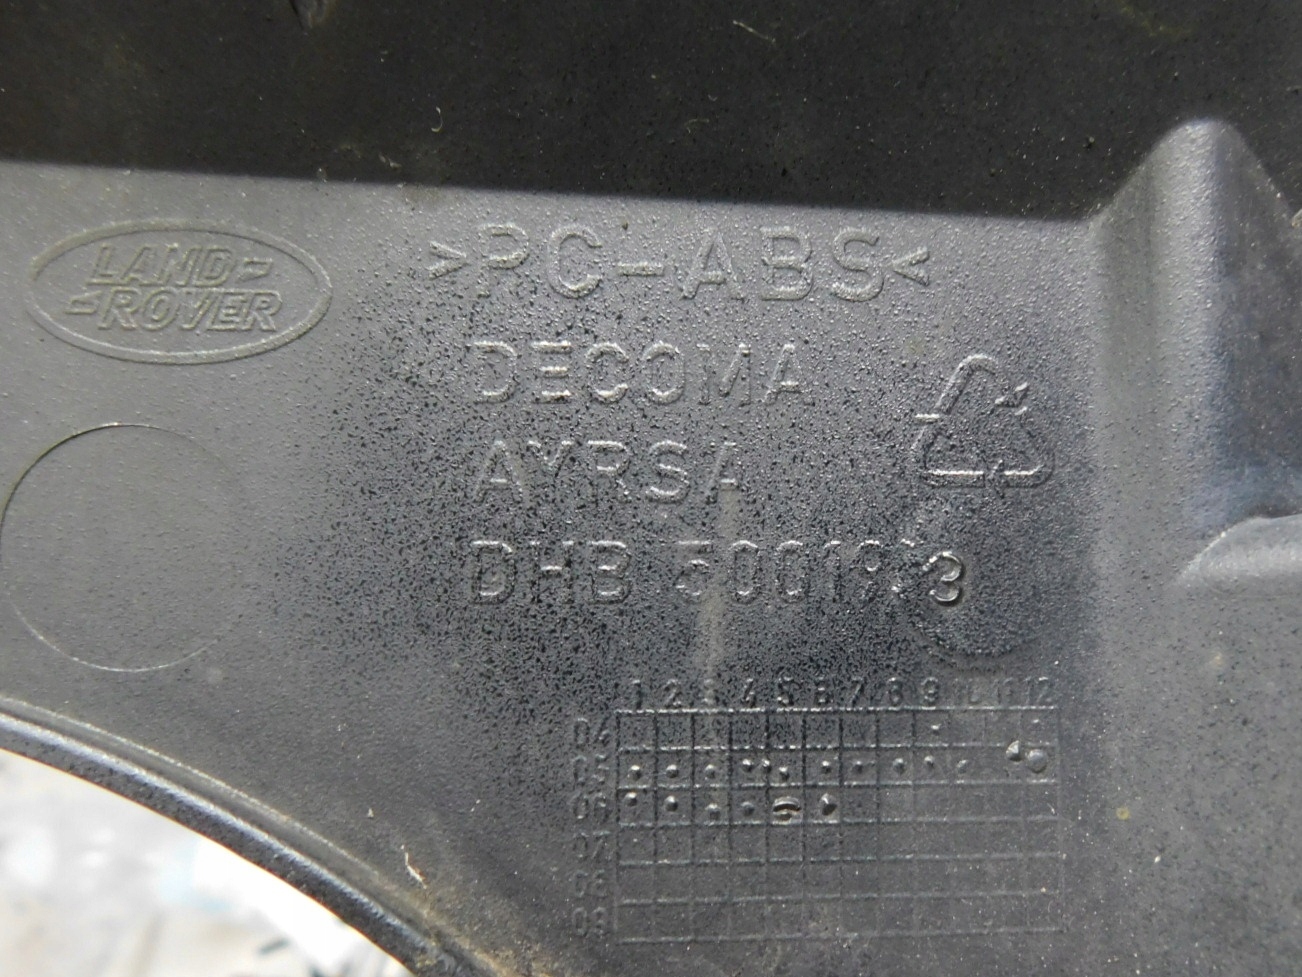 LAND-
-ROVER
>PC-ABS<
DECOMA
AYRSA
DHB
1 2 3 4 5 6 7 8 9 10 11 12
04
05
06
07
08
09